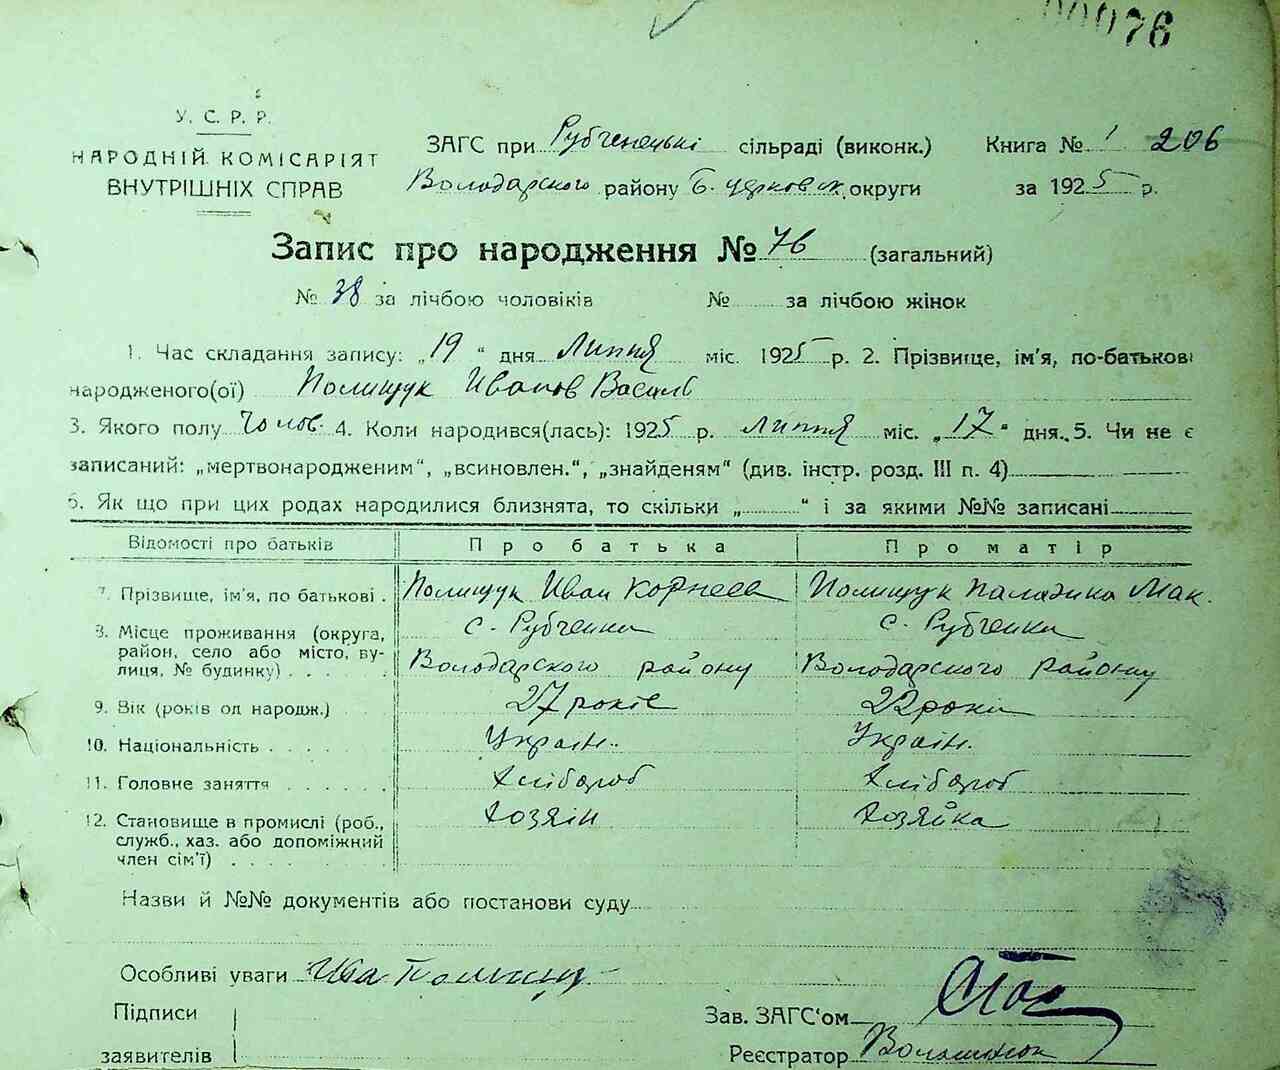 00076
У. С. Р. Р.
НАРОДНІЙ КОМІСАРІЯТ
ВНУТРІШНІХ СПРАВ
ЗАГС при Рубченецькі сільраді (виконк.) Книга № 1 206
Володарского району Б. церковск. округи за 1925 р.
Запис про народження № 76 (загальний)
№ 38 за лічбою чоловіків № за лічбою жінок
1. Час складання запису: „19“ дня Липня міс. 1925 р. 2. Прізвище, ім'я, по-батькові
народженого(ої) Полищук Иванов Василь
3. Якого полу Чолов. 4. Коли народився(лась): 1925 р. липня міс. „17“ дня. 5. Чи не є
записаний: „мертвонародженим“, „всиновлен.“, „знайденям“ (див. інстр. розд. III п. 4)
6. Як що при цих родах народилися близнята, то скільки „ “ і за якими №№ записані
Відомості про батьків Про батька Про матір
7. Прізвище, ім'я, по батькові . Полищук Иван Корнеев Полищук Паладина Мак.
8. Місце проживання (округа, с. Рубченки с. Рубченки
район, село або місто, ву-
лиця, № будинку) . . . . . Володарского району Володарского району
9. Вік (років од народж.) 27 років 22 роки
10. Національність . . . . . . Украін. Украін.
11. Головне заняття . . . . . . Хлібороб Хлібороб
12. Становище в промислі (роб., Хозяін Хозяйка
служб., хаз. або допоміжний
член сім'ї) . . . . . . . .
Назви й №№ документів або постанови суду
Особливі уваги
Підписи
Зав. ЗАГС'ом
заявителів
Реєстратор